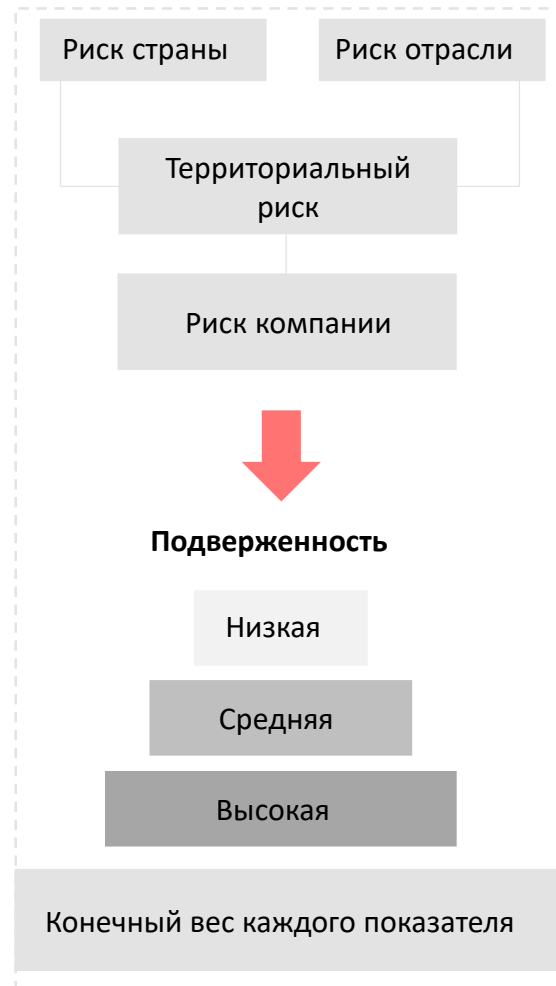 Риск страны
Риск отрасли
Территориальный
риск
Риск компании
Подверженность
Низкая
Средняя
Высокая
Конечный вес каждого показателя